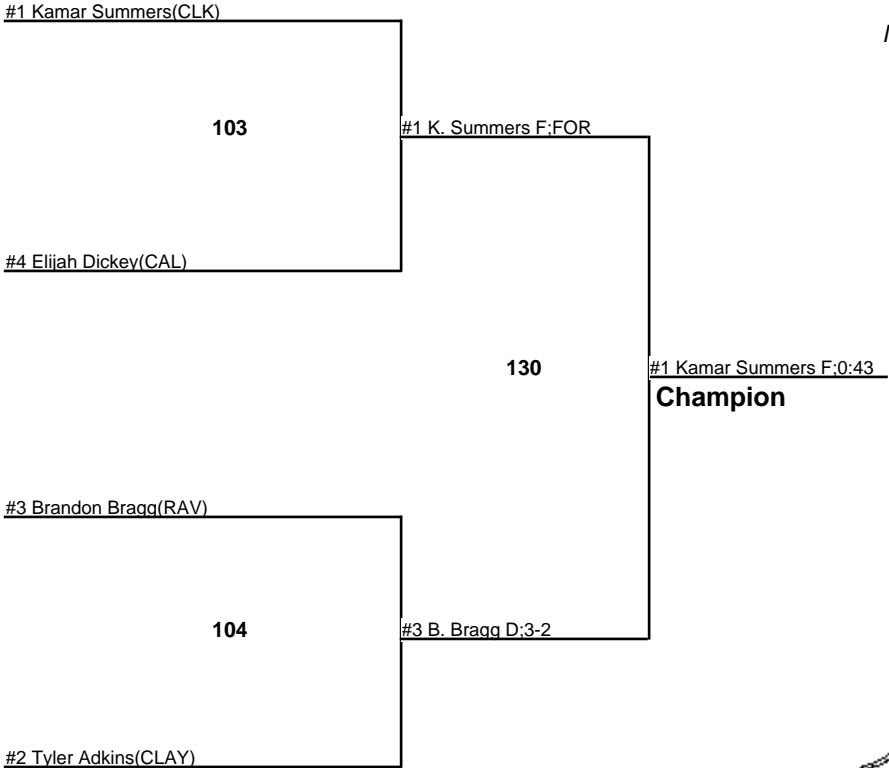 #1 Kamar Summers(CLK)
103
#1 K. Summers F;FOR
#4 Elijah Dickey(CAL)
130
#1 Kamar Summers F;0:43
Champion
#3 Brandon Bragg(RAV)
104
#3 B. Bragg D;3-2
#2 Tyler Adkins(CLAY)